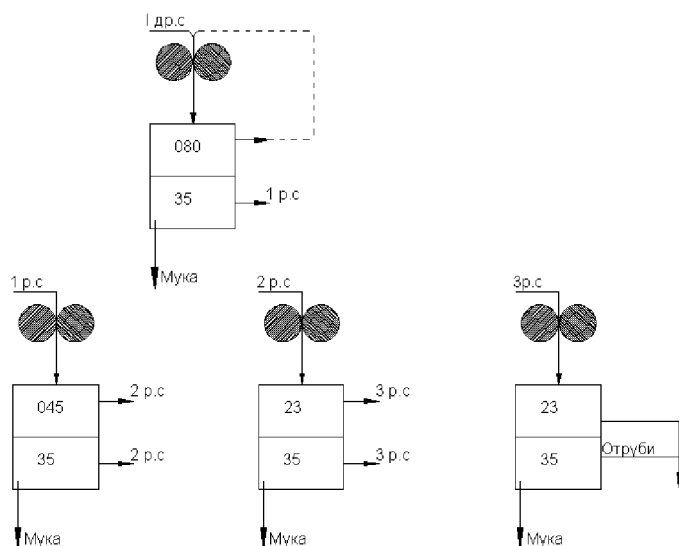 I др.с
080
35
1 р.с
Мука
1 р.с
2 р.с
3р.с
045
2 р.с
23
3 р.с
23
35
2 р.с
35
3 р.с
35
Отруби
Мука
Мука
Мука